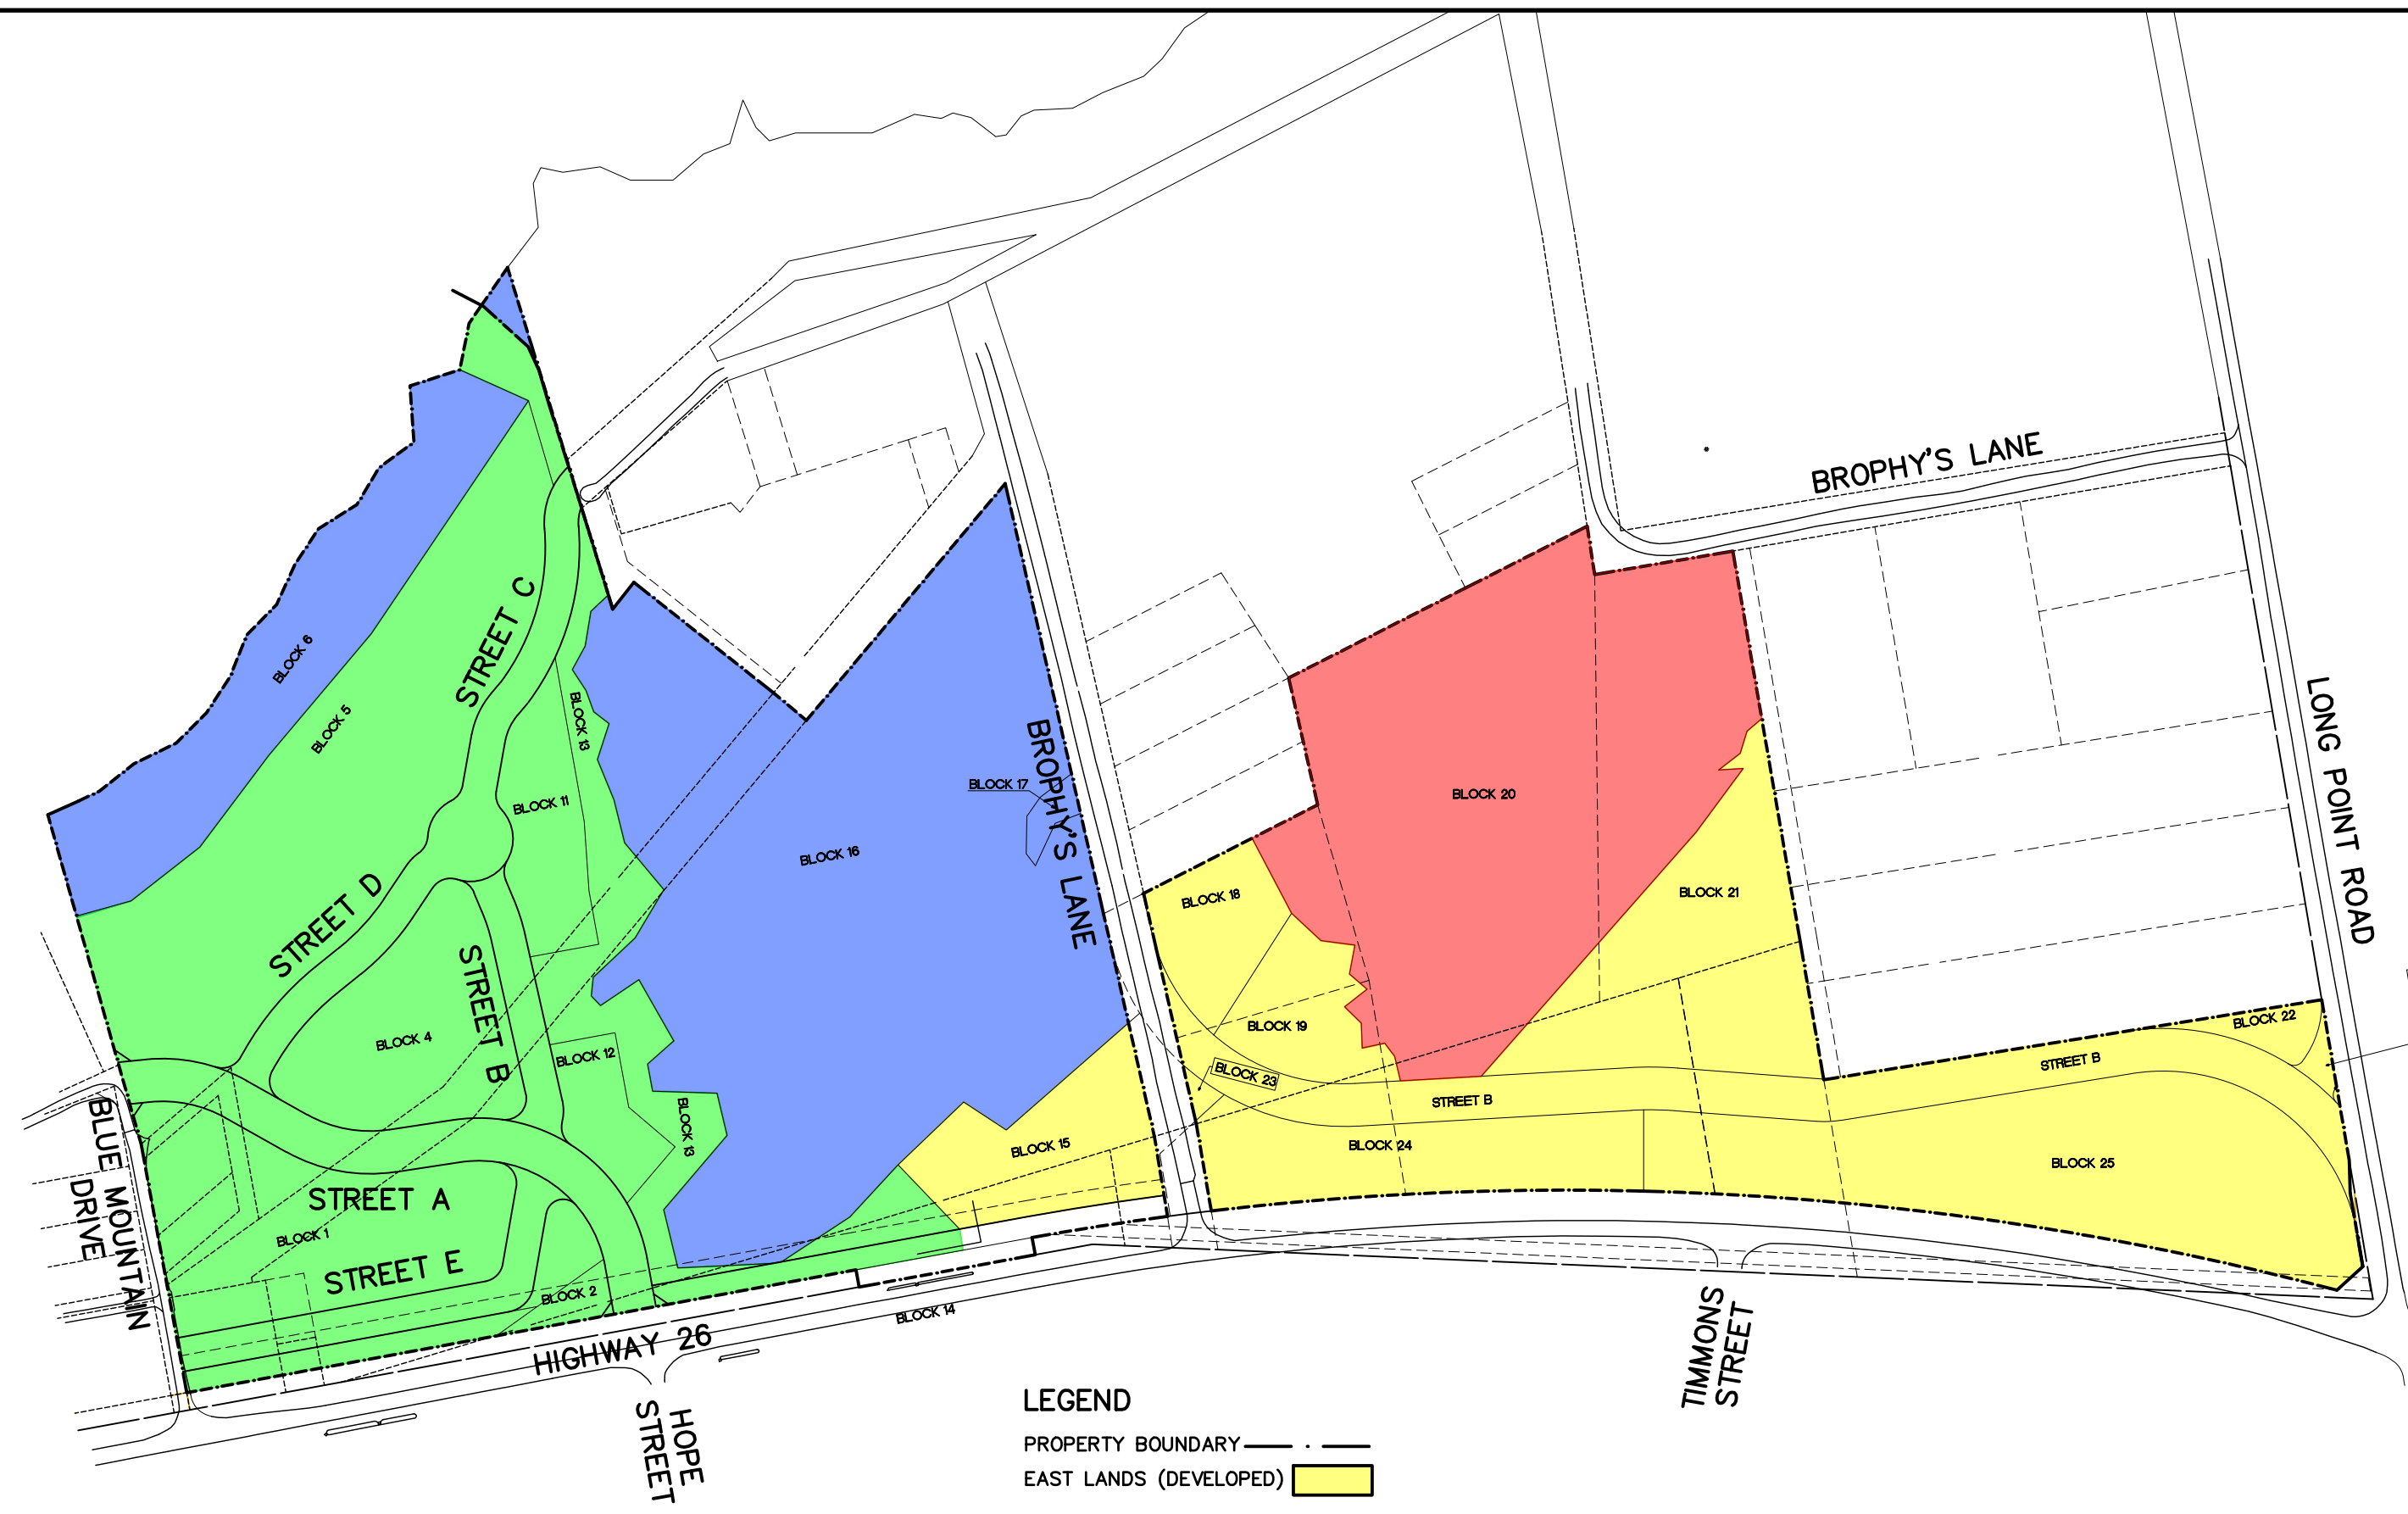 BROPHY'S LANE
STREET C
BLOCK 6
BLOCK 5
BLOCK 13
LONG POINT ROAD
BROPHY'S LANE
BLOCK 17
BLOCK 20
BLOCK 11
BLOCK 16
BLOCK 18
BLOCK 21
STREET D
STREET B
BLOCK 4
BLOCK 19
BLOCK 22
BLOCK 12
BLOCK 23
STREET B
STREET B
BLOCK 13
BLOCK 15
BLOCK 24
BLOCK 25
BLUE MOUNTAIN
DRIVE
STREET A
BLOCK 1
STREET E
BLOCK 2
BLOCK 14
HIGHWAY 26
TIMMONS
STREET
HOPE
STREET
LEGEND
PROPERTY BOUNDARY
EAST LANDS (DEVELOPED)